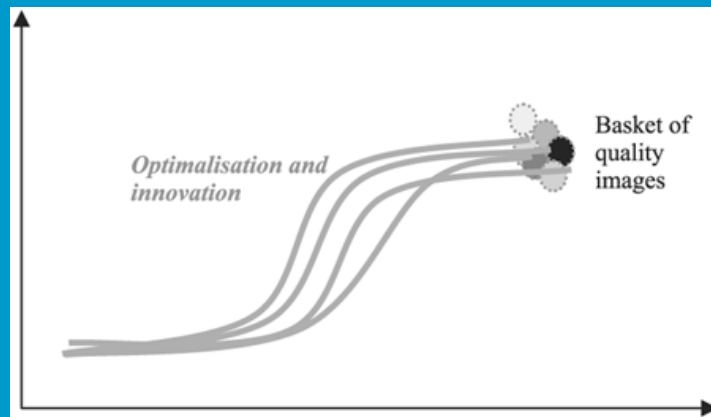 Optimalisation and
innovation
Basket of
quality
images